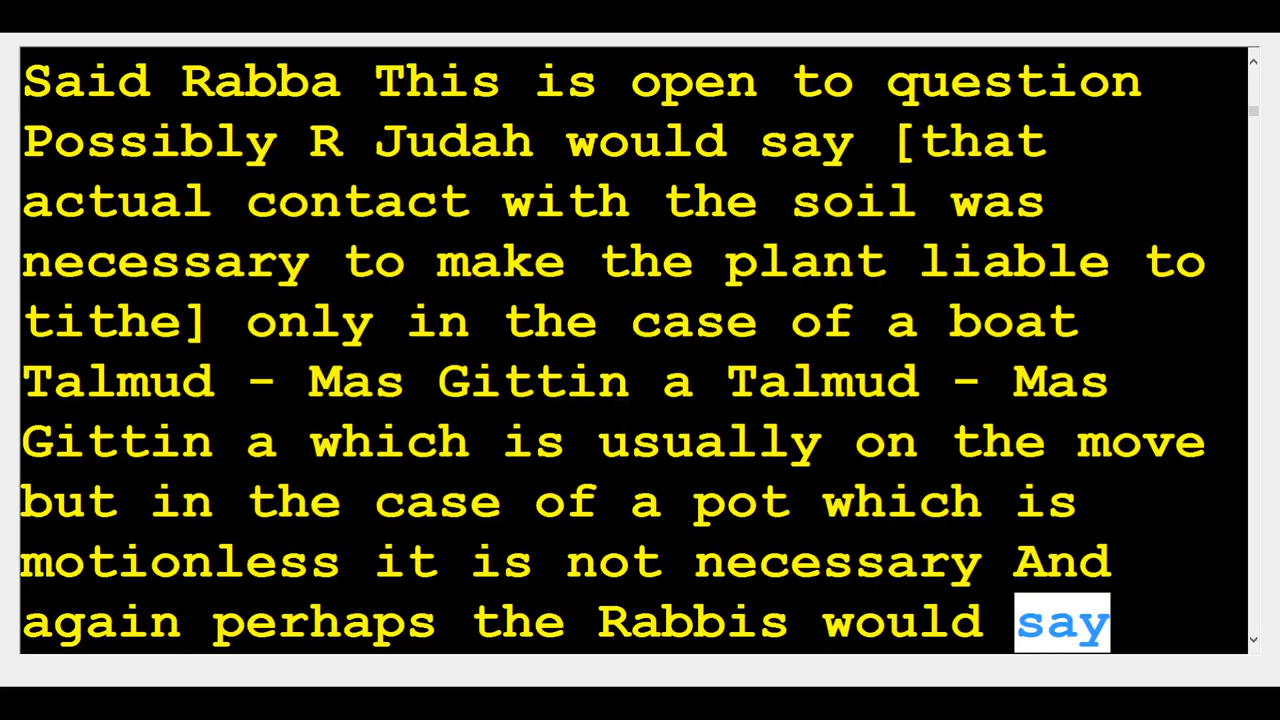 Said Rabba This is open to question
Possibly R Judah would say [that
actual contact with the soil was
necessary to make the plant liable to
tithe] only in the case of a boat
Talmud - Mas Gittin a Talmud - Mas
Gittin a which is usually on the move
but in the case of a pot which is
motionless it is not necessary And
again perhaps the Rabbis would say